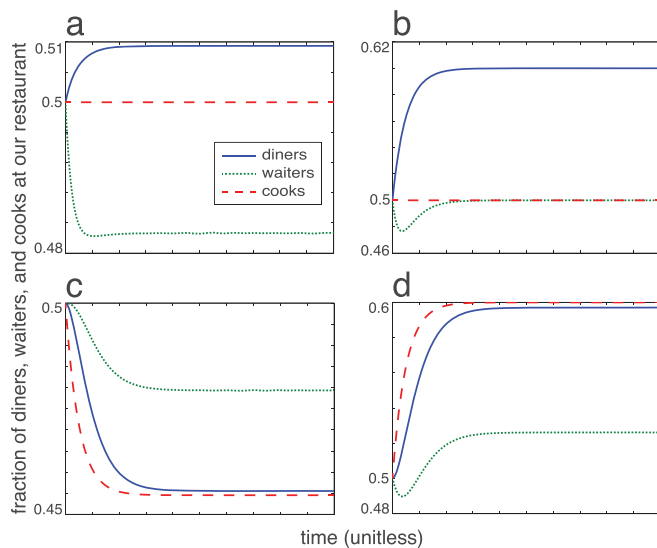 a
0.51
0.5
0.48
diners
waiters
cooks
b
0.62
0.5
0.46
c
0.5
0.45
d
0.6
0.5
0.48
fraction of diners, waiters, and cooks at our restaurant
time (unitless)